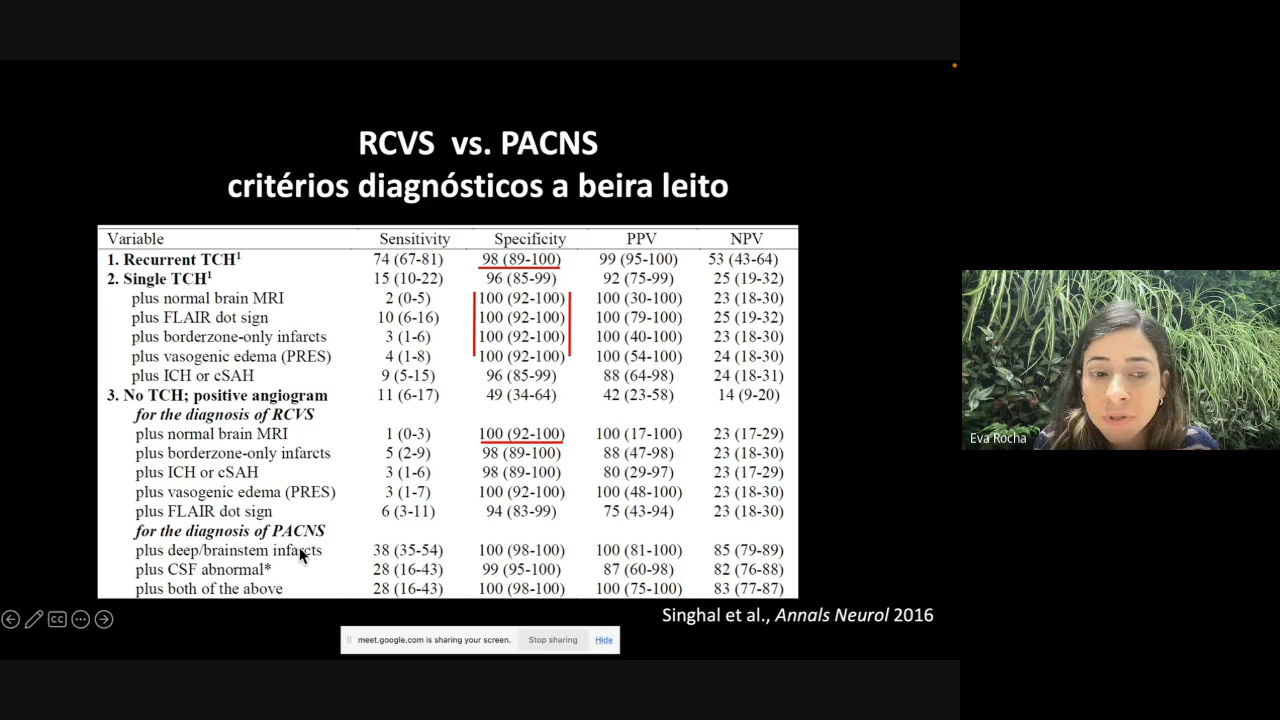 RCVS vs. PACNS
critérios diagnósticos a beira leito
Variable Sensitivity Specificity PPV NPV
1. Recurrent TCH¹ 74 (67-81) 98 (89-100) 99 (95-100) 53 (43-64)
2. Single TCH¹ 15 (10-22) 96 (85-99) 92 (75-99) 25 (19-32)
plus normal brain MRI 2 (0-5) 100 (92-100) 100 (30-100) 23 (18-30)
plus FLAIR dot sign 10 (6-16) 100 (92-100) 100 (79-100) 25 (19-32)
plus borderzone-only infarcts 3 (1-6) 100 (92-100) 100 (40-100) 23 (18-30)
plus vasogenic edema (PRES) 4 (1-8) 100 (92-100) 100 (54-100) 24 (18-30)
plus ICH or cSAH 9 (5-15) 96 (85-99) 88 (64-98) 24 (18-31)
3. No TCH; positive angiogram 11 (6-17) 49 (34-64) 42 (23-58) 14 (9-20)
for the diagnosis of RCVS
plus normal brain MRI 1 (0-3) 100 (92-100) 100 (17-100) 23 (17-29)
plus borderzone-only infarcts 5 (2-9) 98 (89-100) 88 (47-98) 23 (18-30)
plus ICH or cSAH 3 (1-6) 98 (89-100) 80 (29-97) 23 (17-29)
plus vasogenic edema (PRES) 3 (1-7) 100 (92-100) 100 (48-100) 23 (18-30)
plus FLAIR dot sign 6 (3-11) 94 (83-99) 75 (43-94) 23 (18-30)
for the diagnosis of PACNS
plus deep/brainstem infarcts 38 (35-54) 100 (98-100) 100 (81-100) 85 (79-89)
plus CSF abnormal* 28 (16-43) 99 (95-100) 87 (60-98) 82 (76-88)
plus both of the above 28 (16-43) 100 (98-100) 100 (75-100) 83 (77-87)
Singhal et al., Annals Neurol 2016
CC
meet.google.com is sharing your screen. Stop sharing Hide
Eva Rocha